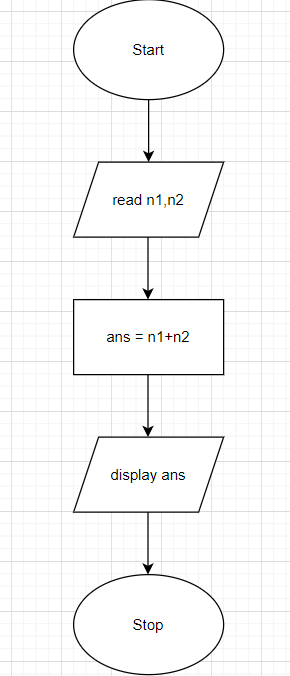 Start
read n1,n2
ans = n1+n2
display ans
Stop